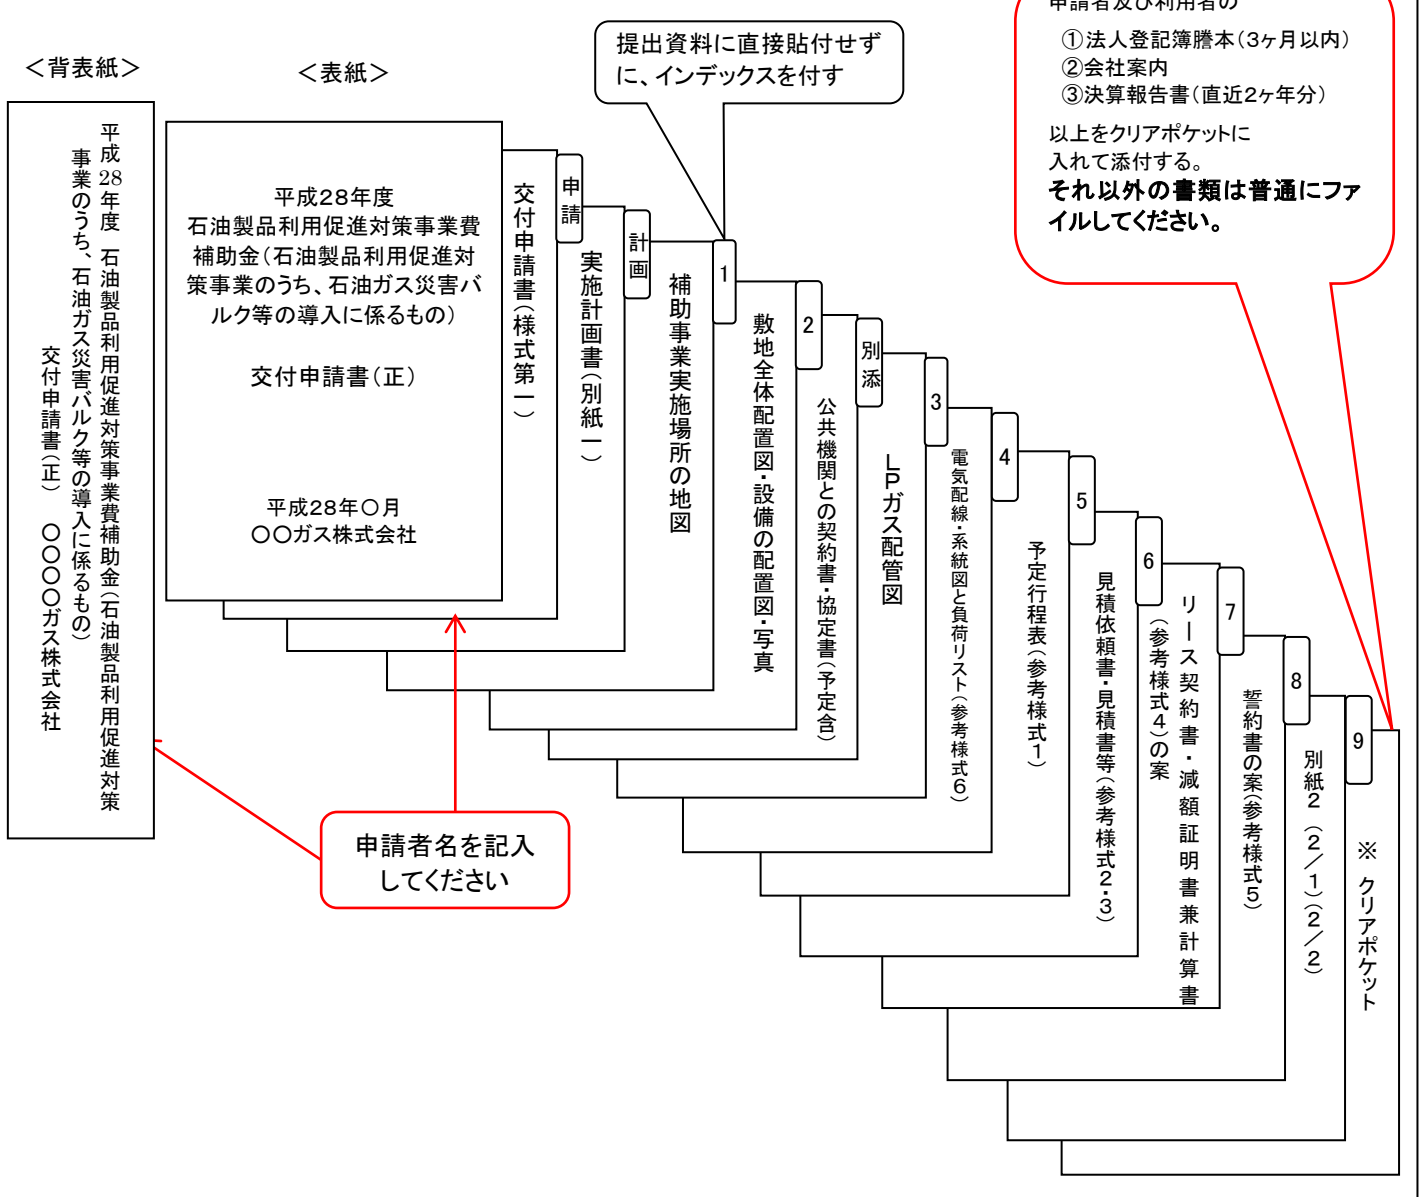 申請者及び利用者の
①法人登記簿謄本(3ヶ月以内)
②会社案内
③決算報告書(直近2ヶ年分)
以上をクリアポケットに
入れて添付する。
それ以外の書類は普通にファ
イルしてください。
提出資料に直接貼付せず
に、インデックスを付す
＜背表紙＞
＜表紙＞
平成28年度 石油製品利用促進対策事業費補助金(石油製品利用促進対策
事業のうち、石油ガス災害バルク等の導入に係るもの)
交付申請書(正) 〇〇〇〇ガス株式会社
平成28年度
石油製品利用促進対策事業費
補助金(石油製品利用促進対
策事業のうち、石油ガス災害バ
ルク等の導入に係るもの)
交付申請書(正)
平成28年〇月
〇〇ガス株式会社
交付申請書(様式第一)
申請
実施計画書(別紙一)
計画
補助事業実施場所の地図
1
敷地全体配置図・設備の配置図・写真
2
公共機関との契約書・協定書(予定含)
別添
LPガス配管図
3
電気配線・系統図と負荷リスト(参考様式6)
4
予定行程表(参考様式1)
5
見積依頼書・見積書等(参考様式2・3)
6
リース契約書・減額証明書兼計算書
(参考様式4)の案
7
誓約書の案(参考様式5)
8
別紙2 (2/1)(2/2)
9
※ クリアポケット
申請者名を記入
してください